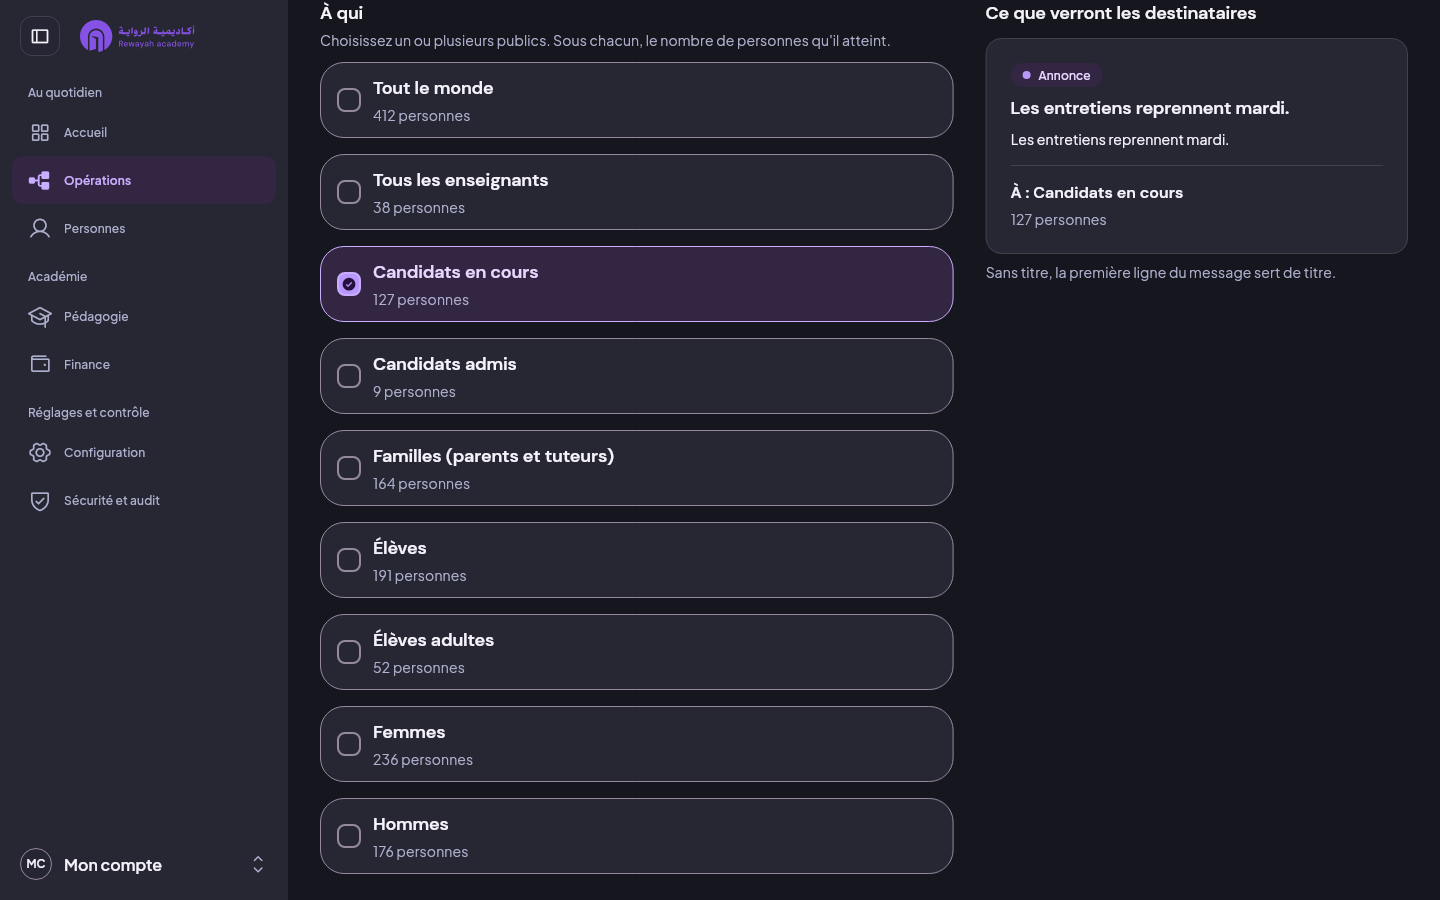 أكاديمية الرواية
Rewayah academy
Au quotidien
Accueil
Opérations
Personnes
Académie
Pédagogie
Finance
Réglages et contrôle
Configuration
Sécurité et audit
MC
Mon compte
À qui
Choisissez un ou plusieurs publics. Sous chacun, le nombre de personnes qu'il atteint.
Tout le monde
412 personnes
Tous les enseignants
38 personnes
Candidats en cours
127 personnes
Candidats admis
9 personnes
Familles (parents et tuteurs)
164 personnes
Élèves
191 personnes
Élèves adultes
52 personnes
Femmes
236 personnes
Hommes
176 personnes
Ce que verront les destinataires
Annonce
Les entretiens reprennent mardi.
Les entretiens reprennent mardi.
À : Candidats en cours
127 personnes
Sans titre, la première ligne du message sert de titre.